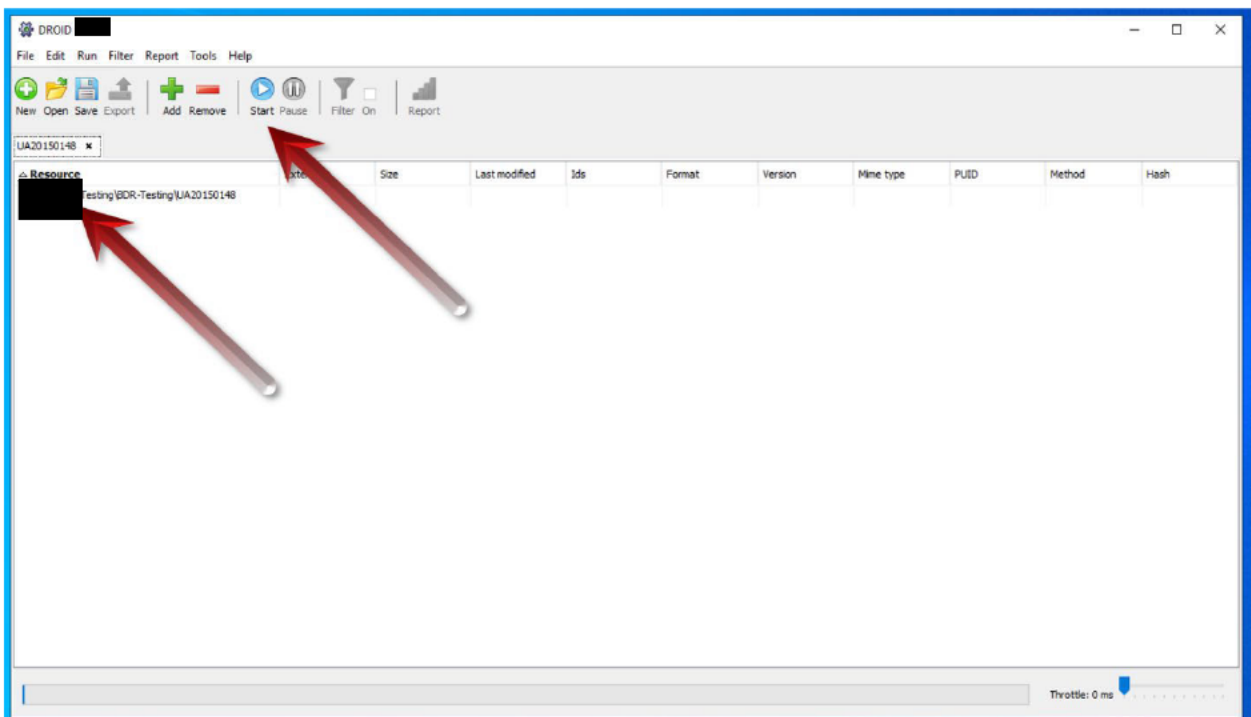 DROID
File Edit Run Filter Report Tools Help
New Open Save Export Add Remove Start Pause Filter On Report
UA20150148
Resource Size Last modified Ids Format Version Mime type PUID Method Hash
Testing\BDR-Testing\UA20150148
Throttle: 0 ms